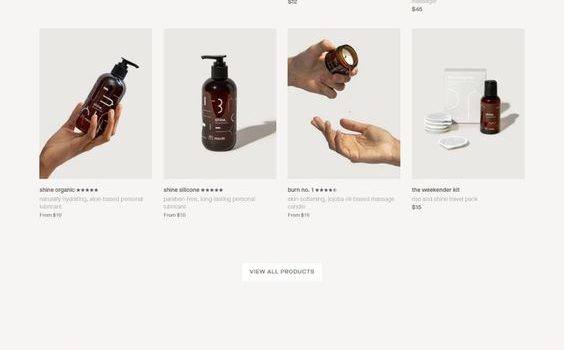 $12
massager
$45
shine organic ★★★★★
shine silicone ★★★★★
burn no. 1
the weekender kit
naturally hydrating, aloe-based personal
lubricant
From $10
paraben-free, long-lasting personal
lubricant
From $10
skin-softening, jojoba oil-based massage
candle
From $15
rise and shine travel pack
$15
VIEW ALL PRODUCTS